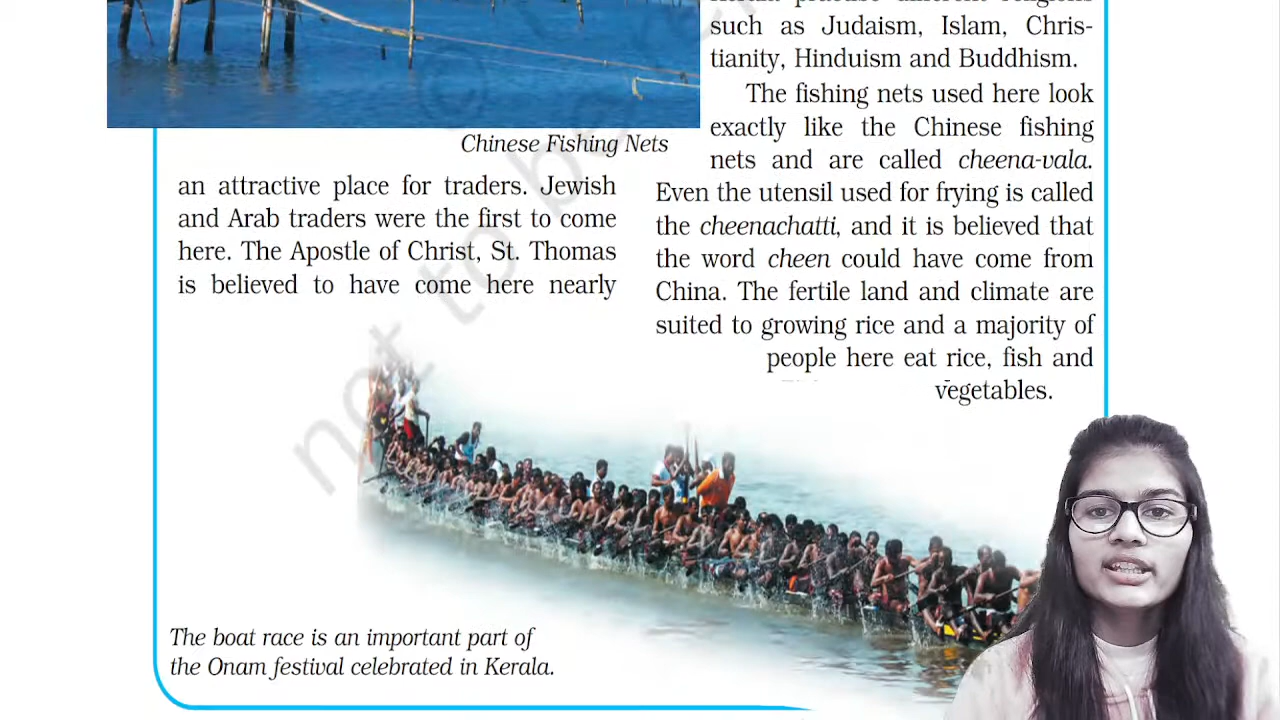 such as Judaism, Islam, Chris-
tianity, Hinduism and Buddhism.
The fishing nets used here look
exactly like the Chinese fishing
nets and are called cheena-vala.
Even the utensil used for frying is called
the cheenachatti, and it is believed that
the word cheen could have come from
China. The fertile land and climate are
suited to growing rice and a majority of
people here eat rice, fish and
vegetables.
Chinese Fishing Nets
an attractive place for traders. Jewish
and Arab traders were the first to come
here. The Apostle of Christ, St. Thomas
is believed to have come here nearly
not to be
The boat race is an important part of
the Onam festival celebrated in Kerala.